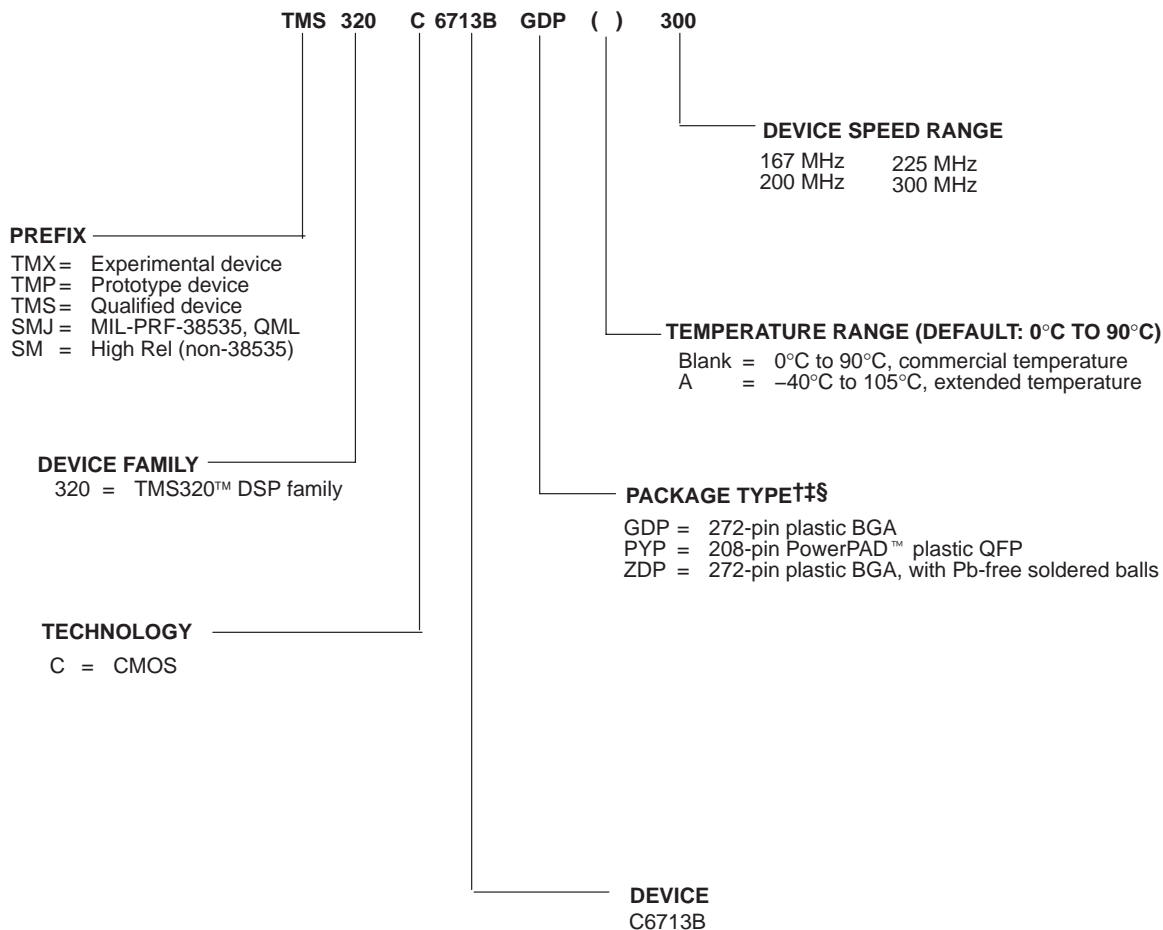 TMS 320 C 6713B GDP ( ) 300
DEVICE SPEED RANGE
167 MHz 225 MHz
200 MHz 300 MHz
PREFIX
TMX = Experimental device
TMP = Prototype device
TMS = Qualified device
SMJ = MIL-PRF-38535, QML
SM = High Rel (non-38535)
TEMPERATURE RANGE (DEFAULT: 0°C TO 90°C)
Blank = 0°C to 90°C, commercial temperature
A = −40°C to 105°C, extended temperature
DEVICE FAMILY
320 = TMS320™ DSP family
PACKAGE TYPE†‡§
GDP = 272-pin plastic BGA
PYP = 208-pin PowerPAD™ plastic QFP
ZDP = 272-pin plastic BGA, with Pb-free soldered balls
TECHNOLOGY
C = CMOS
DEVICE
C6713B